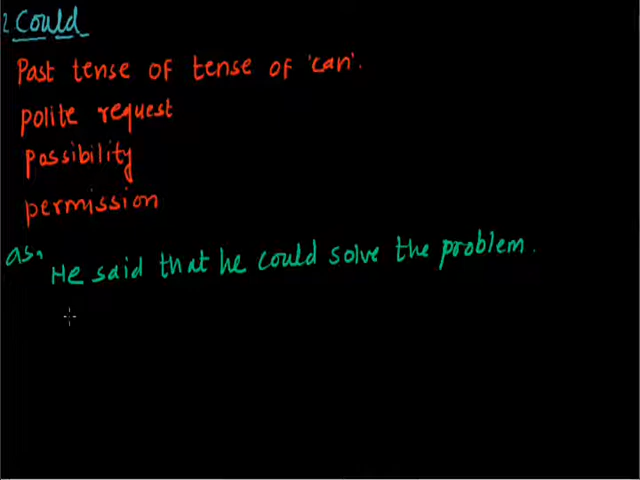 2 Could
Past tense of tense of 'can'.
polite request
possibility
permission
as,
He said that he could solve the problem.